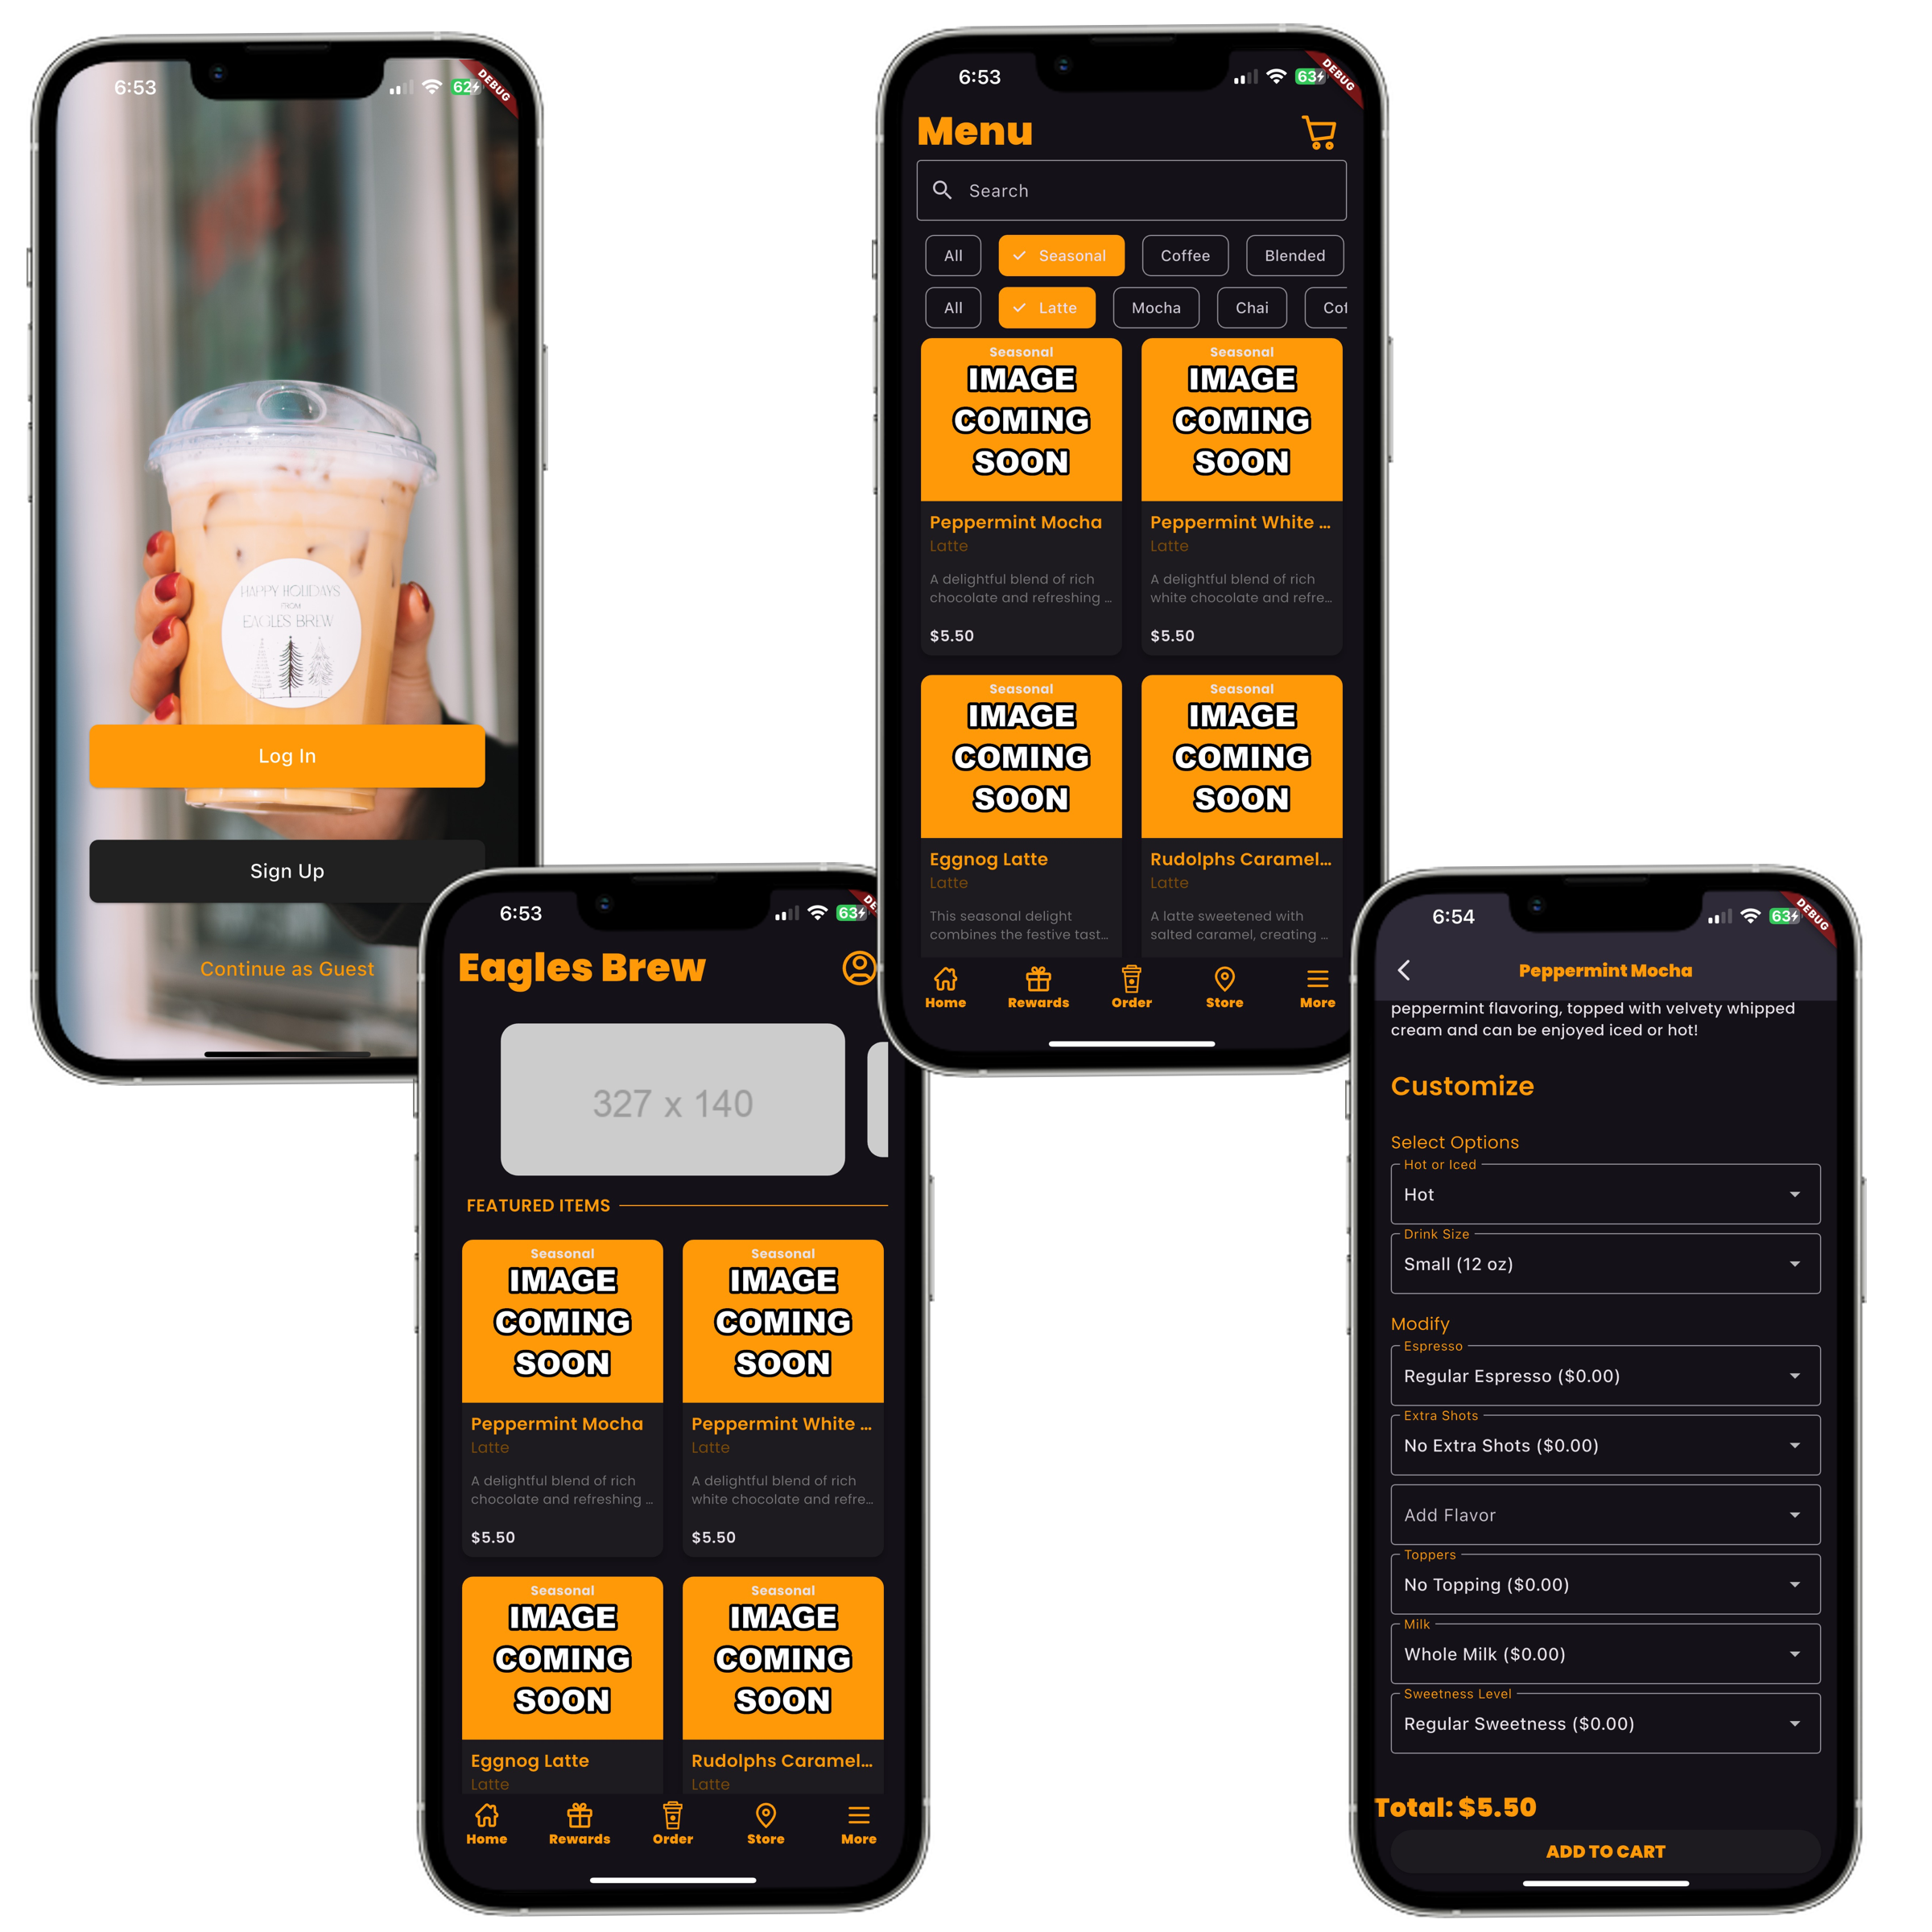 6:53
62
DEBUG
HAPPY HOLIDAYS
FROM
EAGLES BREW
Log In
Sign Up
Continue as Guest
6:53
63
DEBUG
Menu
Search
All
Seasonal
Coffee
Blended
All
Latte
Mocha
Chai
Cof
Seasonal
IMAGE
COMING
SOON
Peppermint Mocha
Latte
A delightful blend of rich
chocolate and refreshing ...
$5.50
Seasonal
IMAGE
COMING
SOON
Peppermint White ...
Latte
A delightful blend of rich
white chocolate and refre...
$5.50
Seasonal
IMAGE
COMING
SOON
Eggnog Latte
Latte
This seasonal delight
combines the festive tast...
Seasonal
IMAGE
COMING
SOON
Rudolphs Caramel...
Latte
A latte sweetened with
salted caramel, creating ...
Home
Rewards
Order
Store
More
6:53
63
DE
Eagles Brew
327 x 140
FEATURED ITEMS
Seasonal
IMAGE
COMING
SOON
Peppermint Mocha
Latte
A delightful blend of rich
chocolate and refreshing ...
$5.50
Seasonal
IMAGE
COMING
SOON
Peppermint White ...
Latte
A delightful blend of rich
white chocolate and refre...
$5.50
Seasonal
IMAGE
COMING
SOON
Eggnog Latte
Latte
Seasonal
IMAGE
COMING
SOON
Rudolphs Caramel...
Latte
Home
Rewards
Order
Store
More
6:54
63
DEBUG
Peppermint Mocha
peppermint flavoring, topped with velvety whipped
cream and can be enjoyed iced or hot!
Customize
Select Options
Hot or Iced
Hot
Drink Size
Small (12 oz)
Modify
Espresso
Regular Espresso ($0.00)
Extra Shots
No Extra Shots ($0.00)
Add Flavor
Toppers
No Topping ($0.00)
Milk
Whole Milk ($0.00)
Sweetness Level
Regular Sweetness ($0.00)
Total: $5.50
ADD TO CART